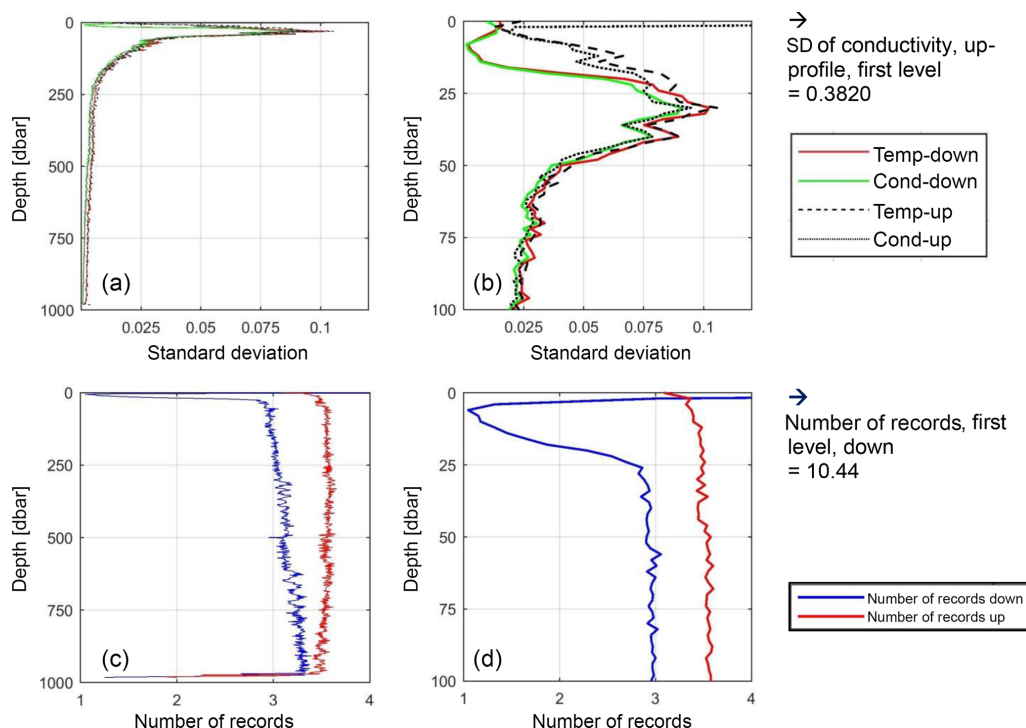 0
250
500
750
1000
Depth [dbar]
(a)
0.025
0.05
0.075
0.1
Standard deviation
0
25
50
75
100
Depth [dbar]
(b)
0.025
0.05
0.075
0.1
Standard deviation
→
SD of conductivity, up-
profile, first level
= 0.3820
Temp-down
Cond-down
Temp-up
Cond-up
0
250
500
750
1000
Depth [dbar]
(c)
1
2
3
4
Number of records
0
25
50
75
100
Depth [dbar]
(d)
1
2
3
4
Number of records
→
Number of records, first
level, down
= 10.44
Number of records down
Number of records up